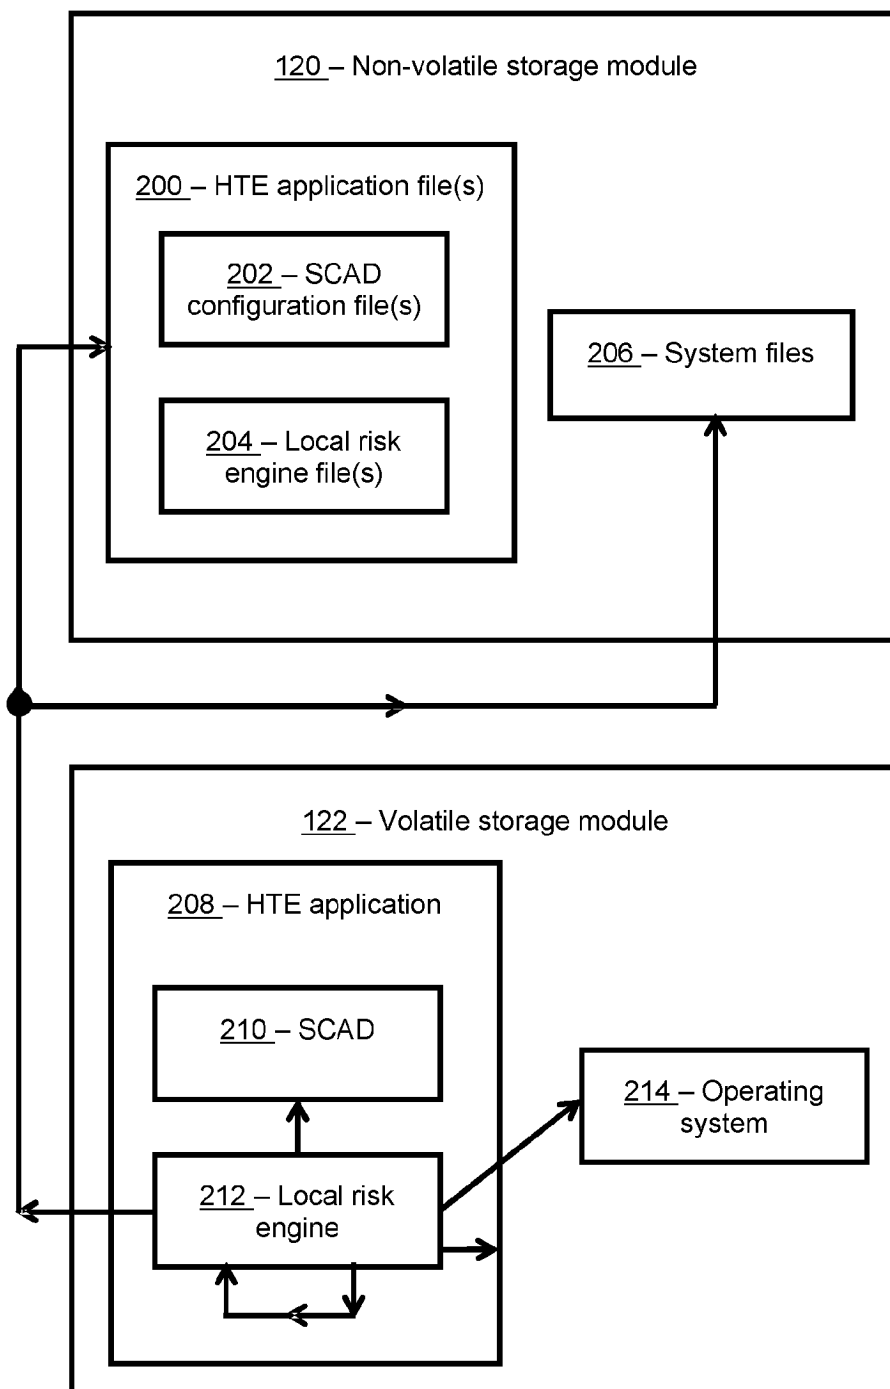 120 – Non-volatile storage module
200 – HTE application file(s)
202 – SCAD
configuration file(s)
206 – System files
204 – Local risk
engine file(s)
122 – Volatile storage module
208 – HTE application
210 – SCAD
214 – Operating
system
212 – Local risk
engine